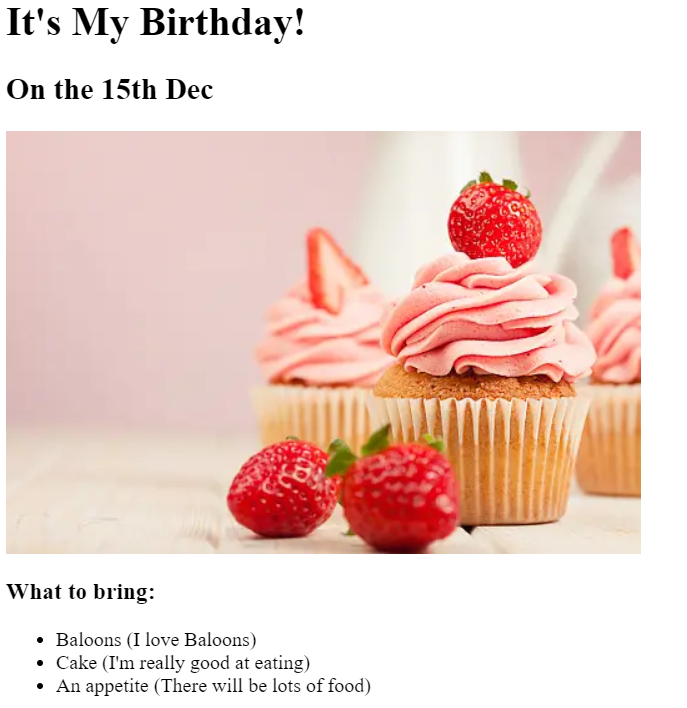 It's My Birthday!
On the 15th Dec
What to bring:
Baloons (I love Baloons)
Cake (I'm really good at eating)
An appetite (There will be lots of food)